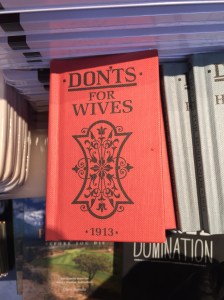 ·DON'TS·
FOR
WIVES
·1913·
D
H
DOMINATION